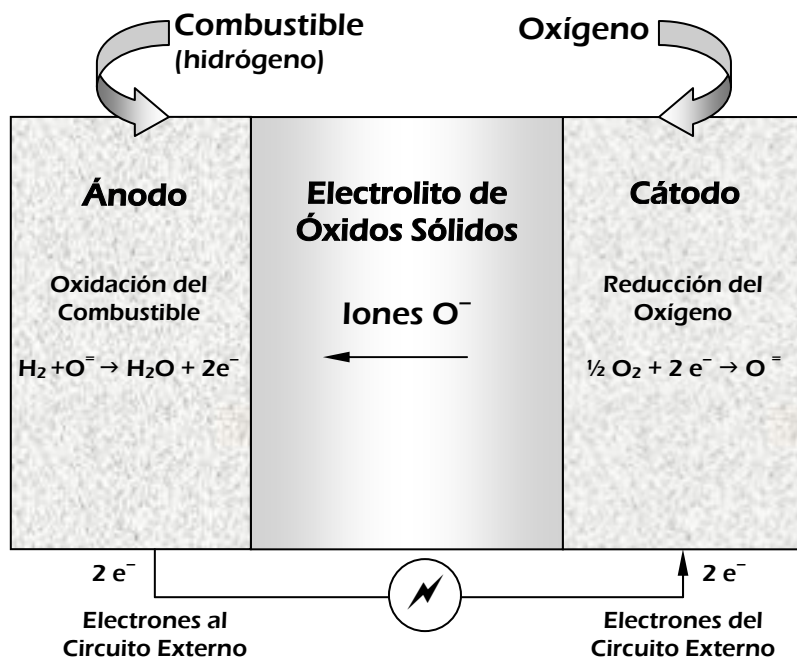 Combustible
(hidrógeno)
Oxígeno
Ánodo
Oxidación del
Combustible
H₂ +O⁼ → H₂O + 2e⁻
Electrolito de
Óxidos Sólidos
Iones O⁻
Cátodo
Reducción del
Oxígeno
½ O₂ + 2 e⁻ → O ⁼
2 e⁻
Electrones al
Circuito Externo
2 e⁻
Electrones del
Circuito Externo